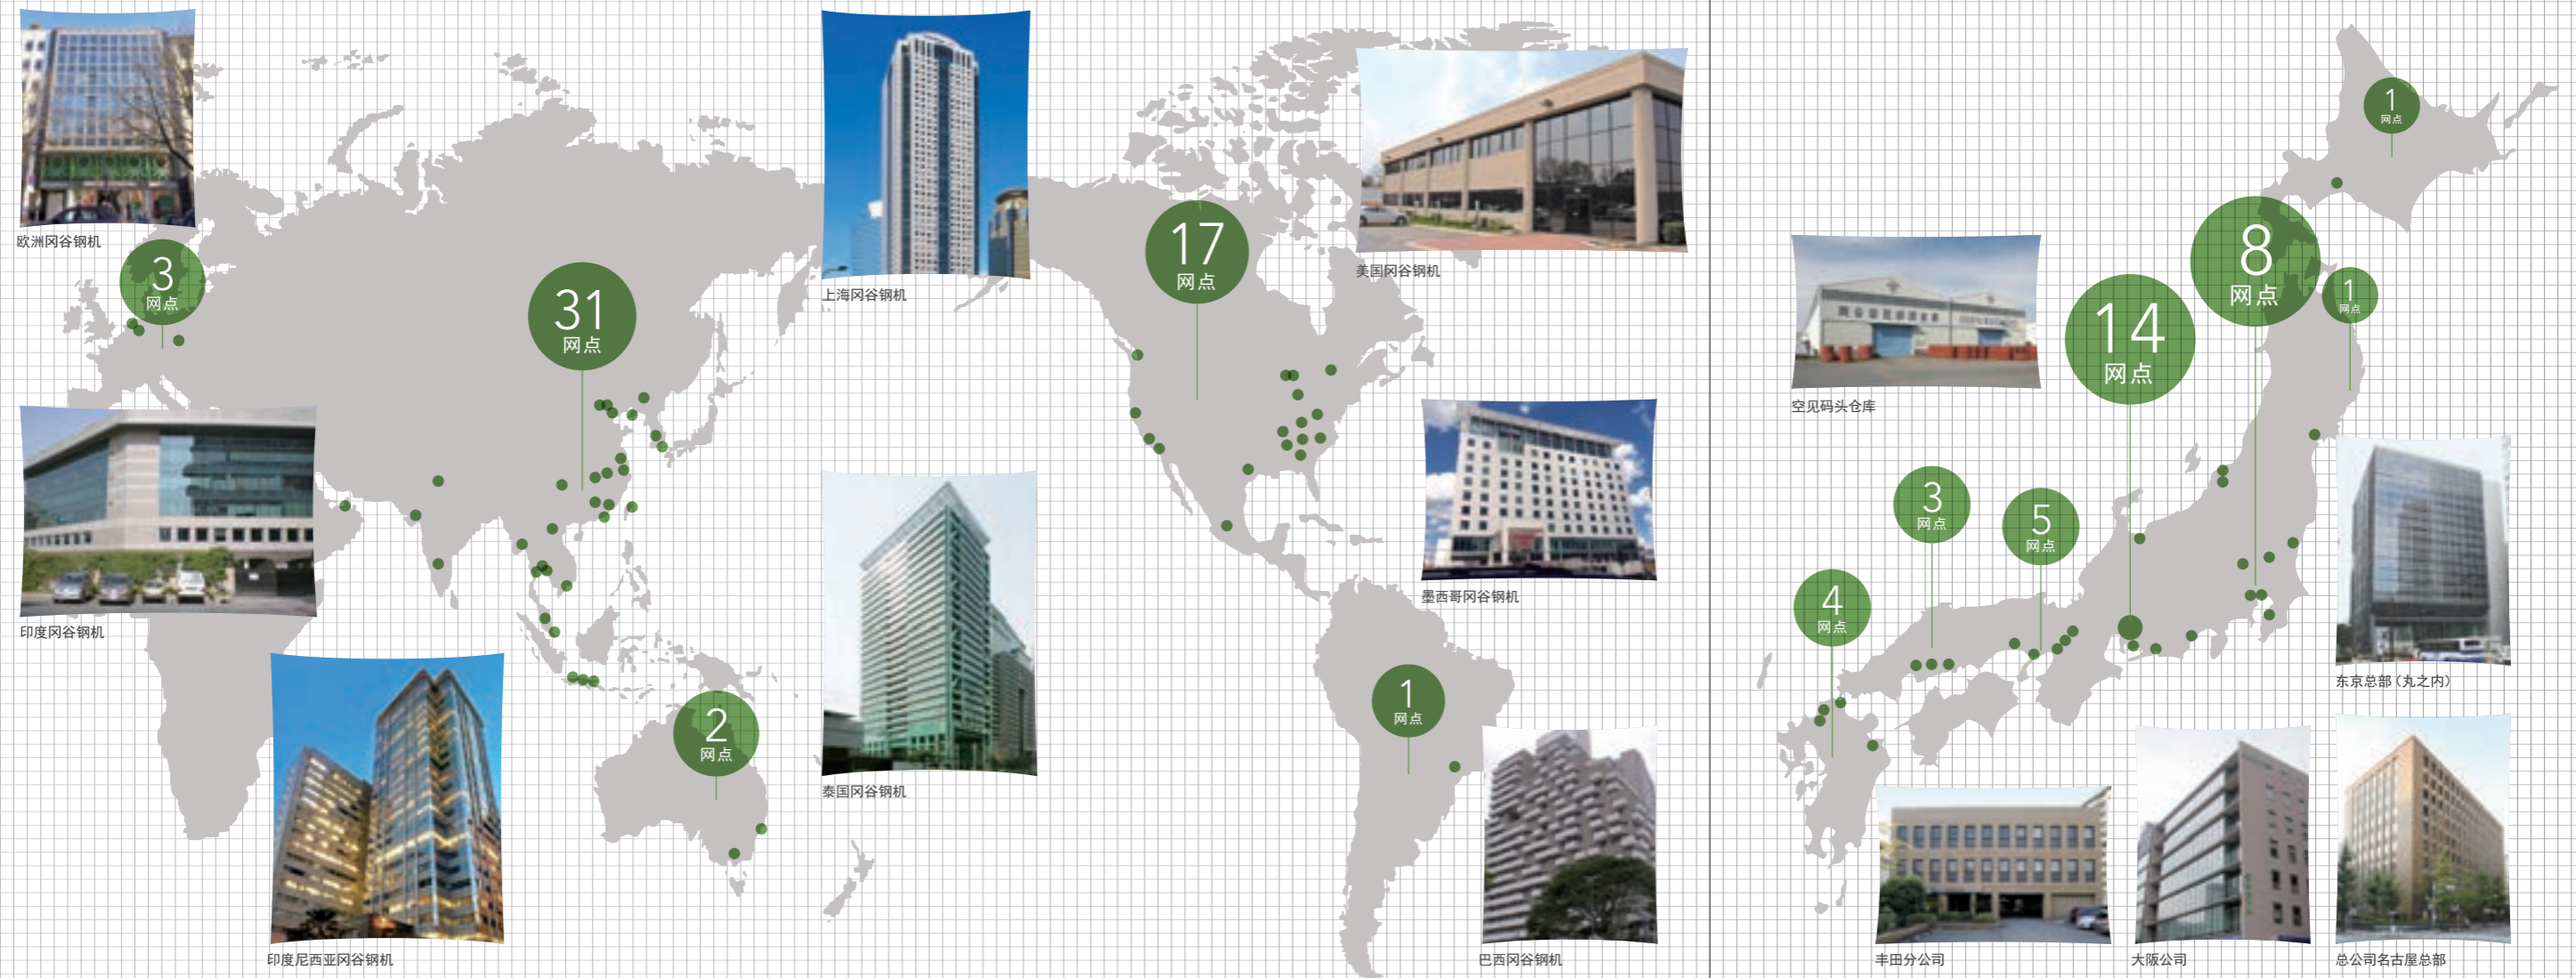 欧洲冈谷钢机
3
网点
31
网点
上海冈谷钢机
17
网点
美国冈谷钢机
印度冈谷钢机
墨西哥冈谷钢机
印度尼西亚冈谷钢机
2
网点
泰国冈谷钢机
1
网点
巴西冈谷钢机
1
网点
8
网点
1
网点
14
网点
空见码头仓库
3
网点
5
网点
4
网点
东京总部（丸之内）
丰田分公司
大阪公司
总公司名古屋总部